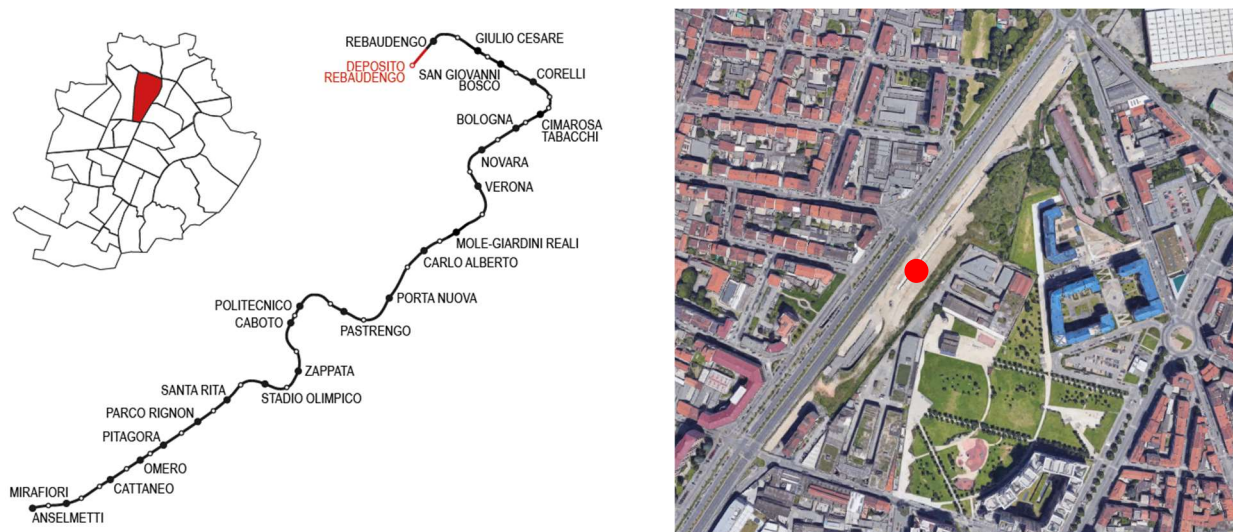 REBAUDENGO
GIULIO CESARE
DEPOSITO
REBAUDENGO
SAN GIOVANNI
BOSCO
CORELLI
BOLOGNA
CIMAROSA
TABACCHI
NOVARA
VERONA
MOLE-GIARDINI REALI
CARLO ALBERTO
PORTA NUOVA
POLITECNICO
CABOTO
PASTRENGO
ZAPPATA
SANTA RITA
STADIO OLIMPICO
PARCO RIGNON
PITAGORA
OMERO
CATTANEO
MIRAFIORI
ANSELMETTI